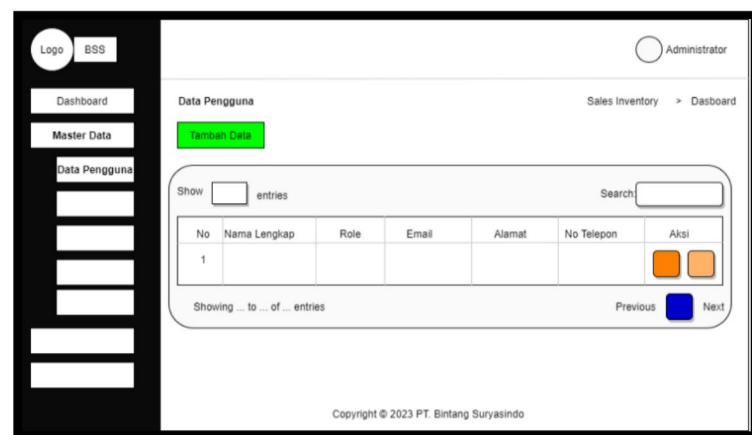 Logo BSS
Administrator
Dashboard
Master Data
Data Pengguna
Data Pengguna
Sales Inventory > Dasboard
Tambah Data
Show entries
Search:
No Nama Lengkap Role Email Alamat No Telepon Aksi
1
Showing ... to ... of ... entries
Previous Next
Copyright © 2023 PT. Bintang Suryasindo